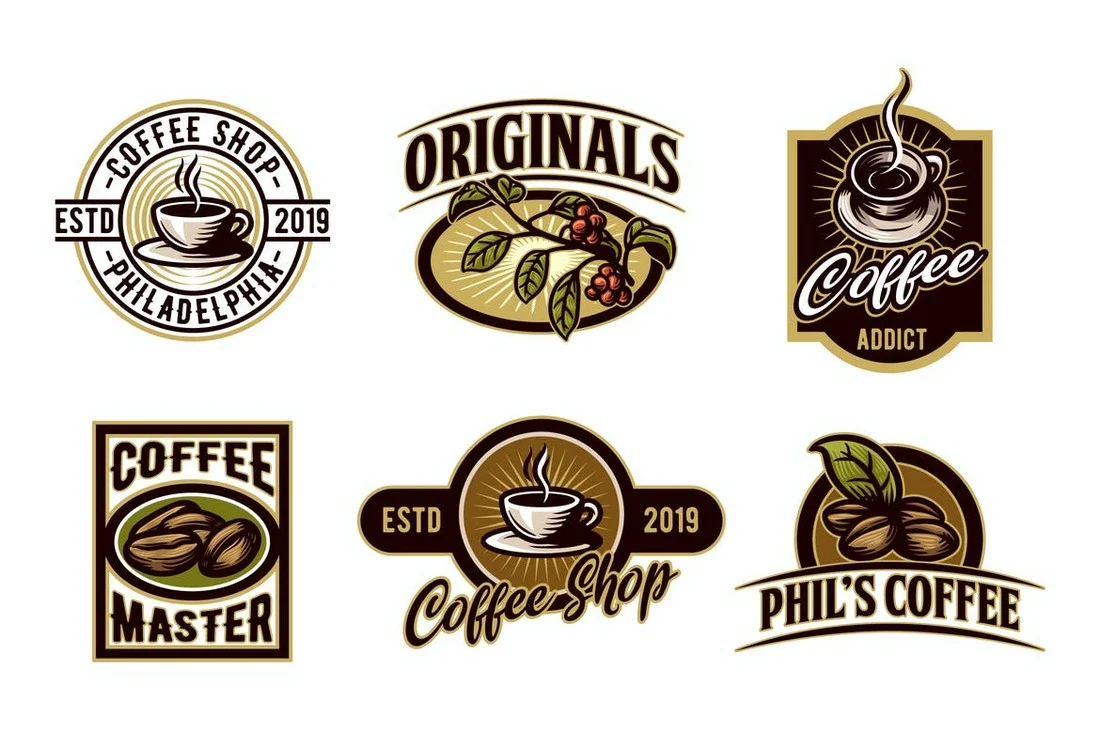 -COFFEE SHOP-
ESTD 2019
-PHILADELPHIA-
ORIGINALS
Coffee
ADDICT
COFFEE
MASTER
ESTD 2019
Coffee Shop
PHIL'S COFFEE